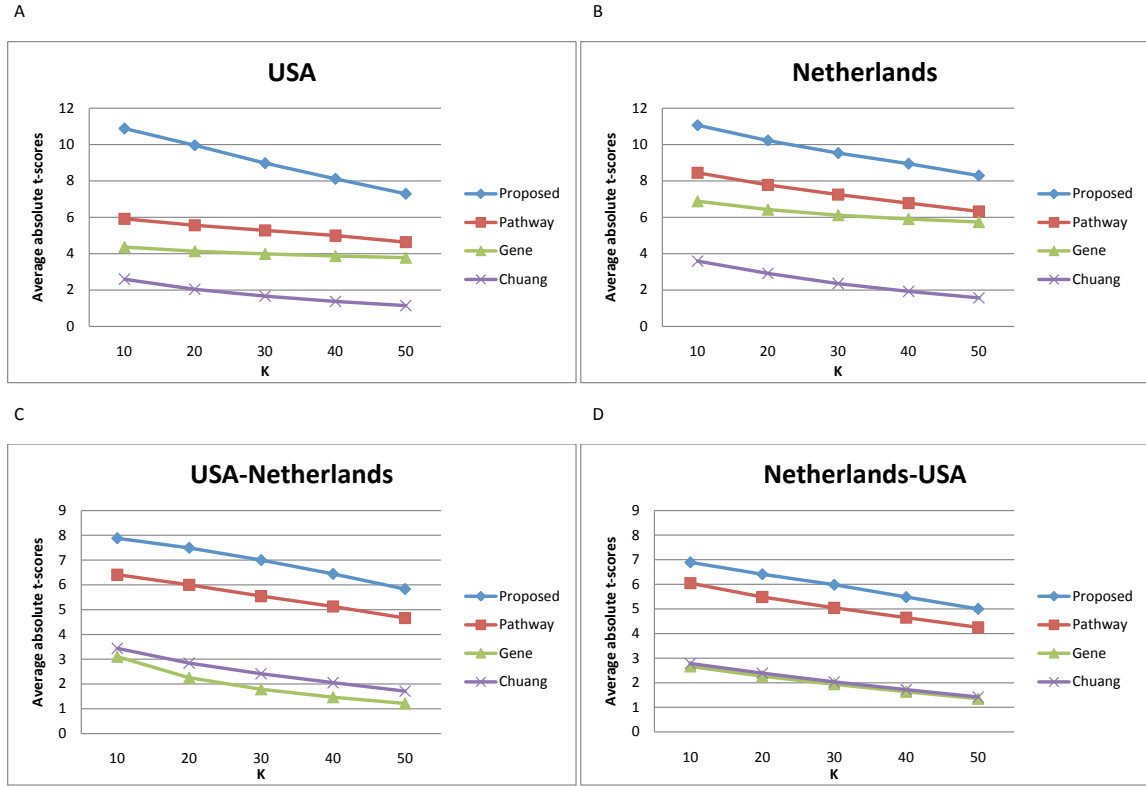 A
USA
Average absolute t-scores
12
10
8
6
4
2
0
10 20 30 40 50
K
Proposed
Pathway
Gene
Chuang
B
Netherlands
Average absolute t-scores
12
10
8
6
4
2
0
10 20 30 40 50
K
Proposed
Pathway
Gene
Chuang
C
USA-Netherlands
Average absolute t-scores
9
8
7
6
5
4
3
2
1
0
10 20 30 40 50
K
Proposed
Pathway
Gene
Chuang
D
Netherlands-USA
Average absolute t-scores
9
8
7
6
5
4
3
2
1
0
10 20 30 40 50
K
Proposed
Pathway
Gene
Chuang